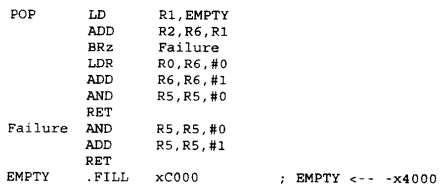 POP LD R1,EMPTY
ADD R2,R6,R1
BRz Failure
LDR R0,R6,#0
ADD R6,R6,#1
AND R5,R5,#0
RET
Failure AND R5,R5,#0
ADD R5,R5,#1
RET
EMPTY .FILL xC000 ; EMPTY <-- -x4000